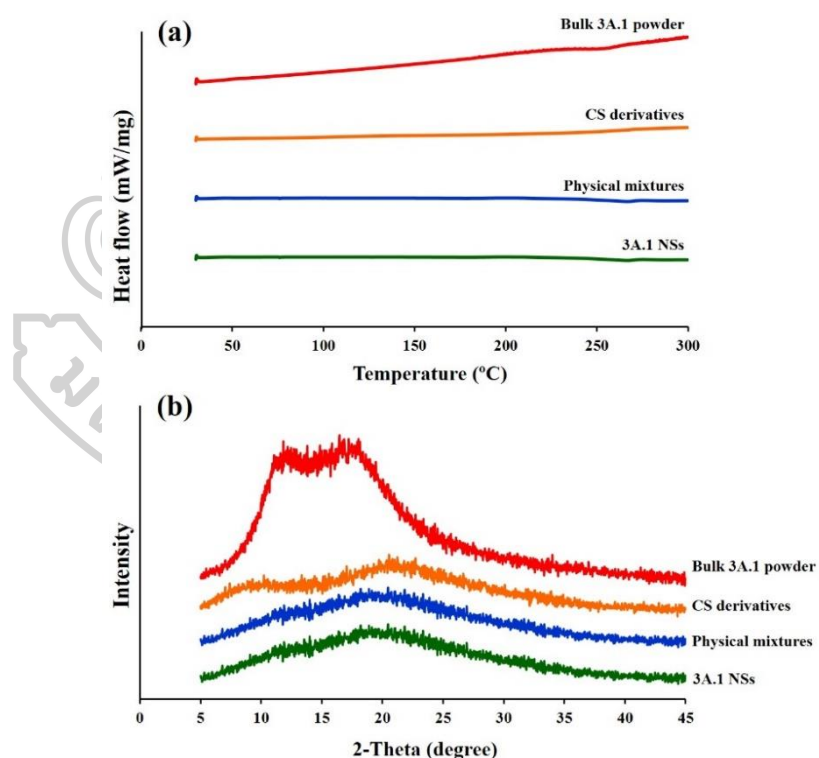 (a)
Bulk 3A.1 powder
CS derivatives
Physical mixtures
3A.1 NSs
Heat flow (mW/mg)
0 50 100 150 200 250 300
Temperature (ºC)
(b)
Bulk 3A.1 powder
CS derivatives
Physical mixtures
3A.1 NSs
Intensity
0 5 10 15 20 25 30 35 40 45
2-Theta (degree)